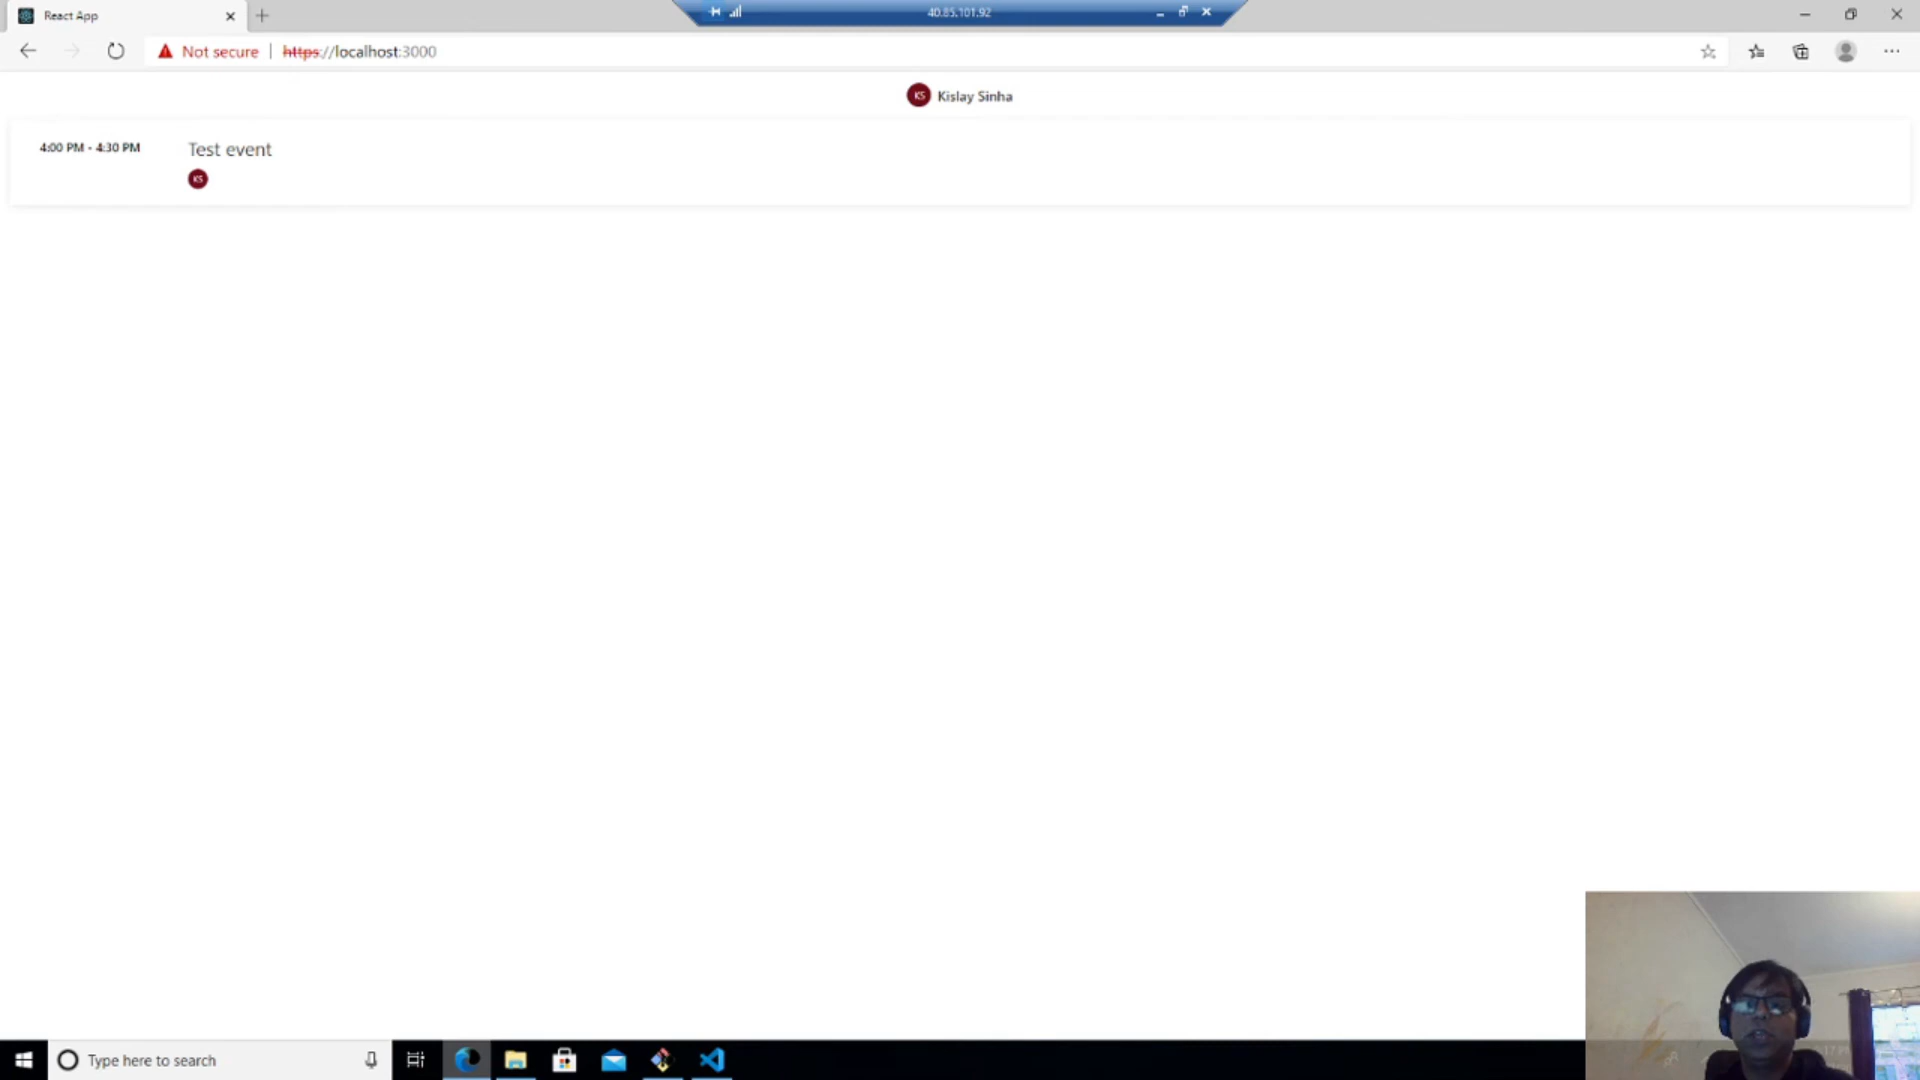 React App
40.85.101.92
Not secure
https://localhost:3000
KS Kislay Sinha
4:00 PM - 4:30 PM
Test event
KS
Type here to search